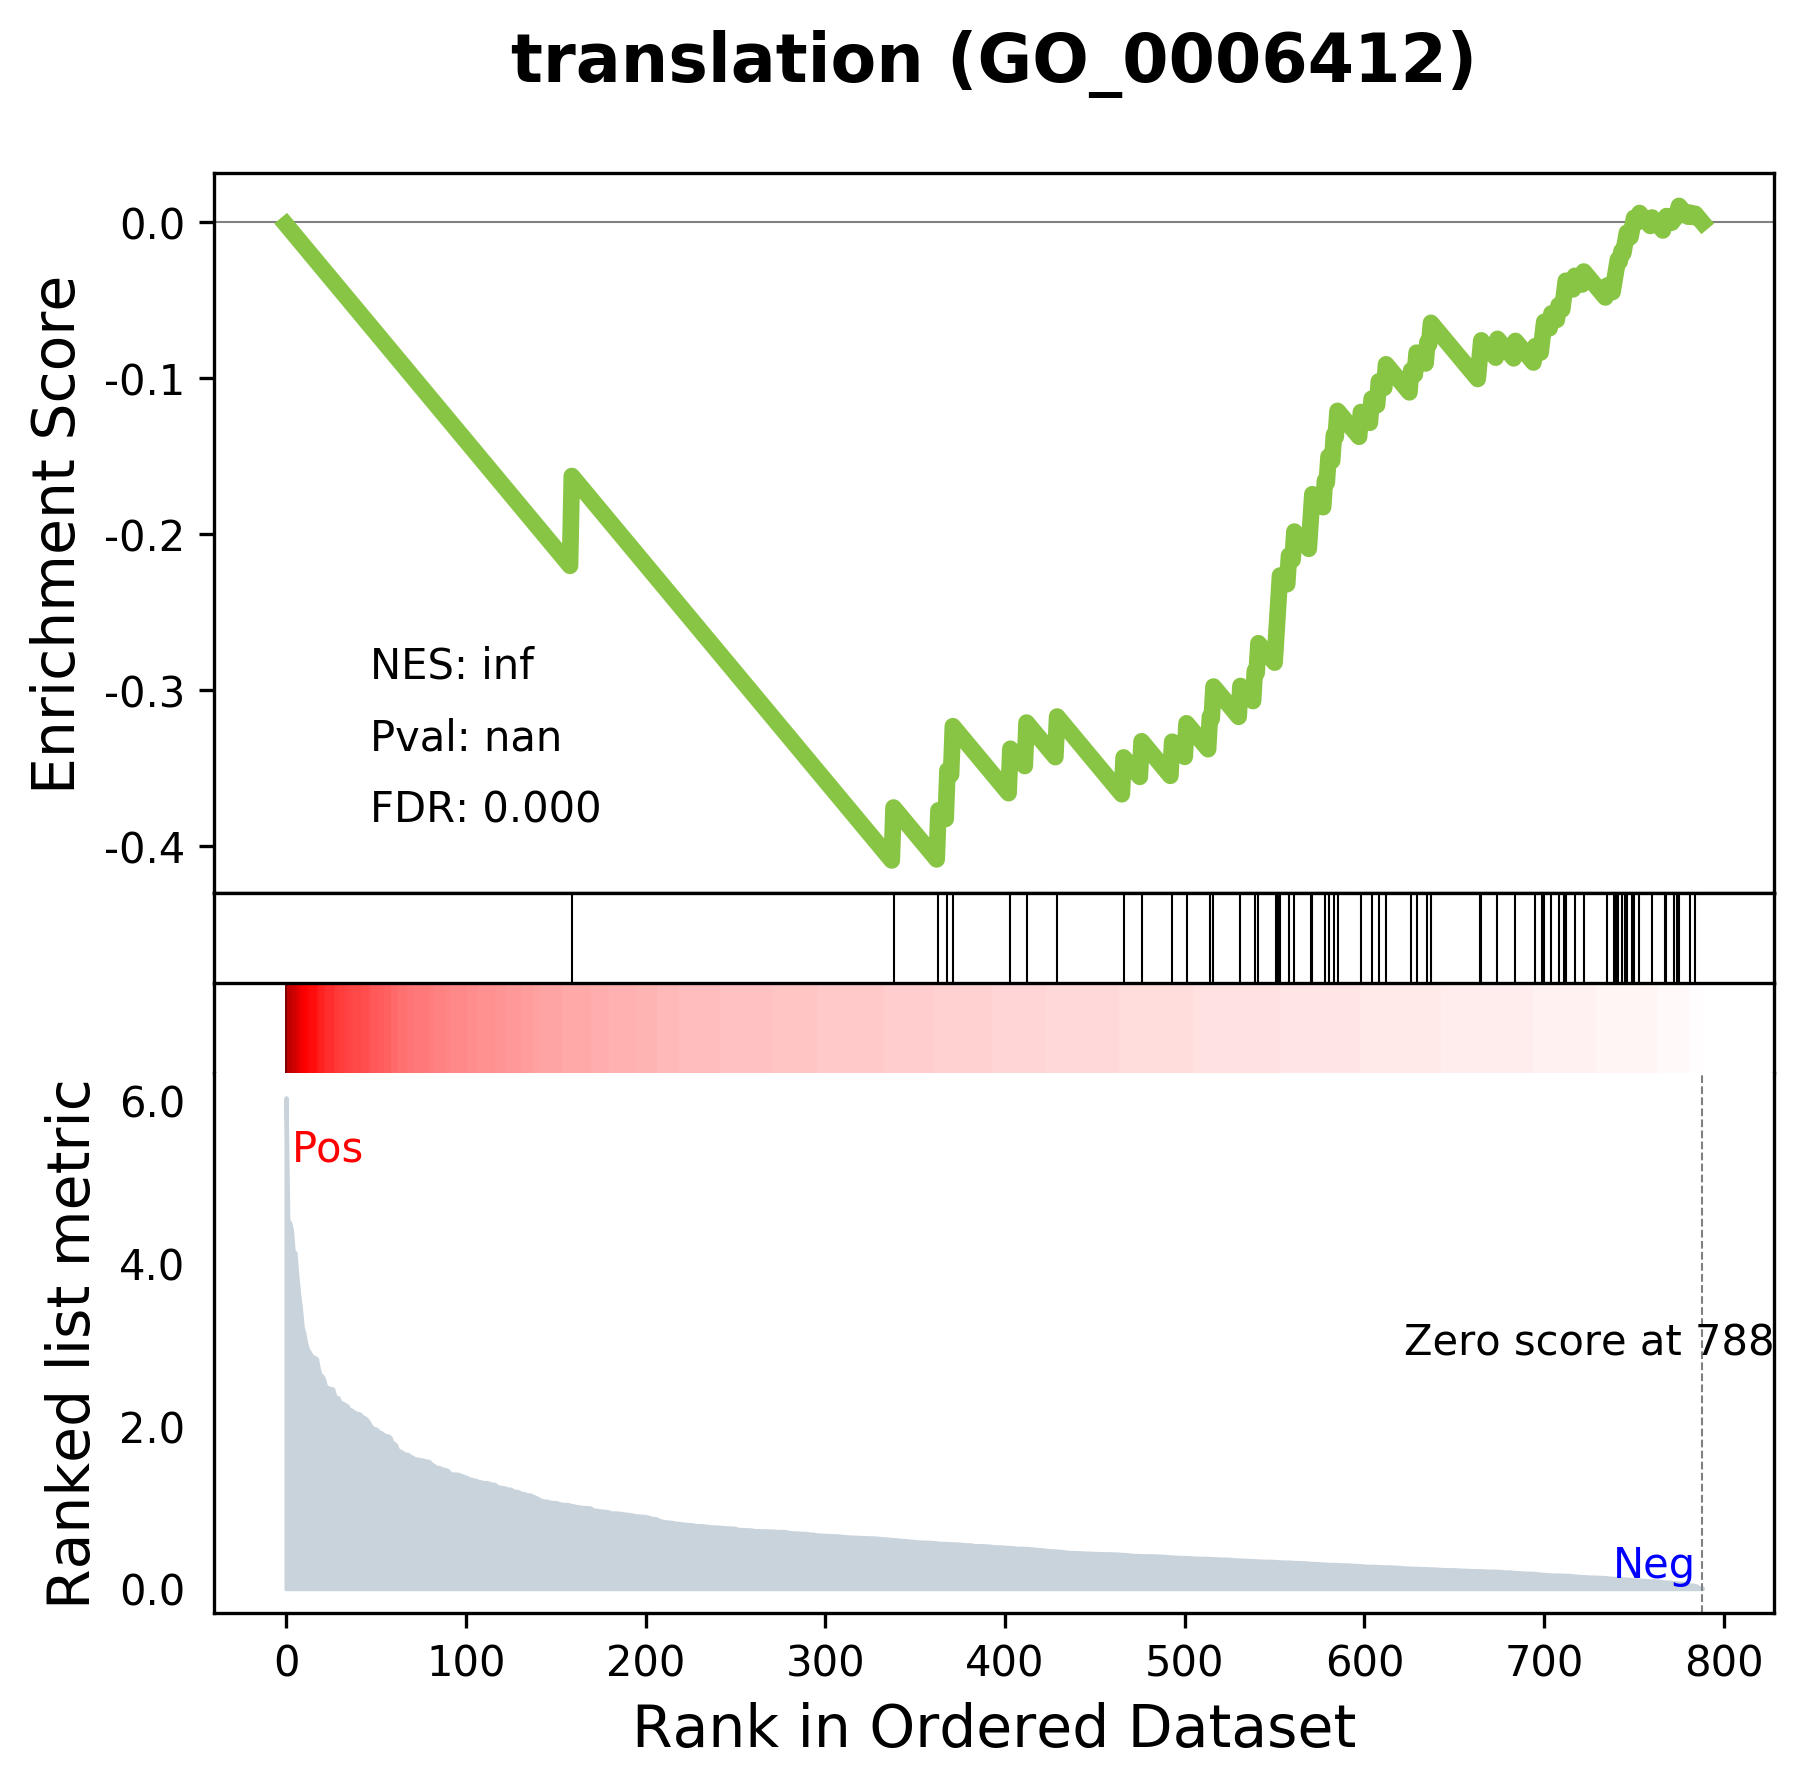 translation (GO_0006412)
Enrichment Score
0.0
-0.1
-0.2
-0.3
-0.4
NES: inf
Pval: nan
FDR: 0.000
Ranked list metric
6.0
4.0
2.0
0.0
Pos
Zero score at 788
Neg
0 100 200 300 400 500 600 700 800
Rank in Ordered Dataset